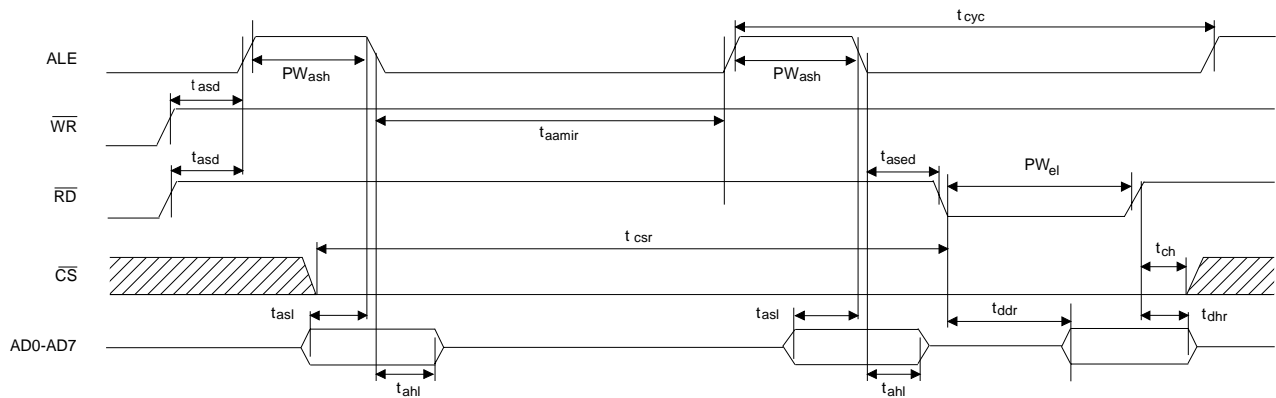 t cyc
ALE
PWash
PWash
t asd
WR
taamir
tasd
tased
PWel
RD
t csr
tch
CS
tasl
tasl
tddr
tdhr
AD0-AD7
tahl
tahl